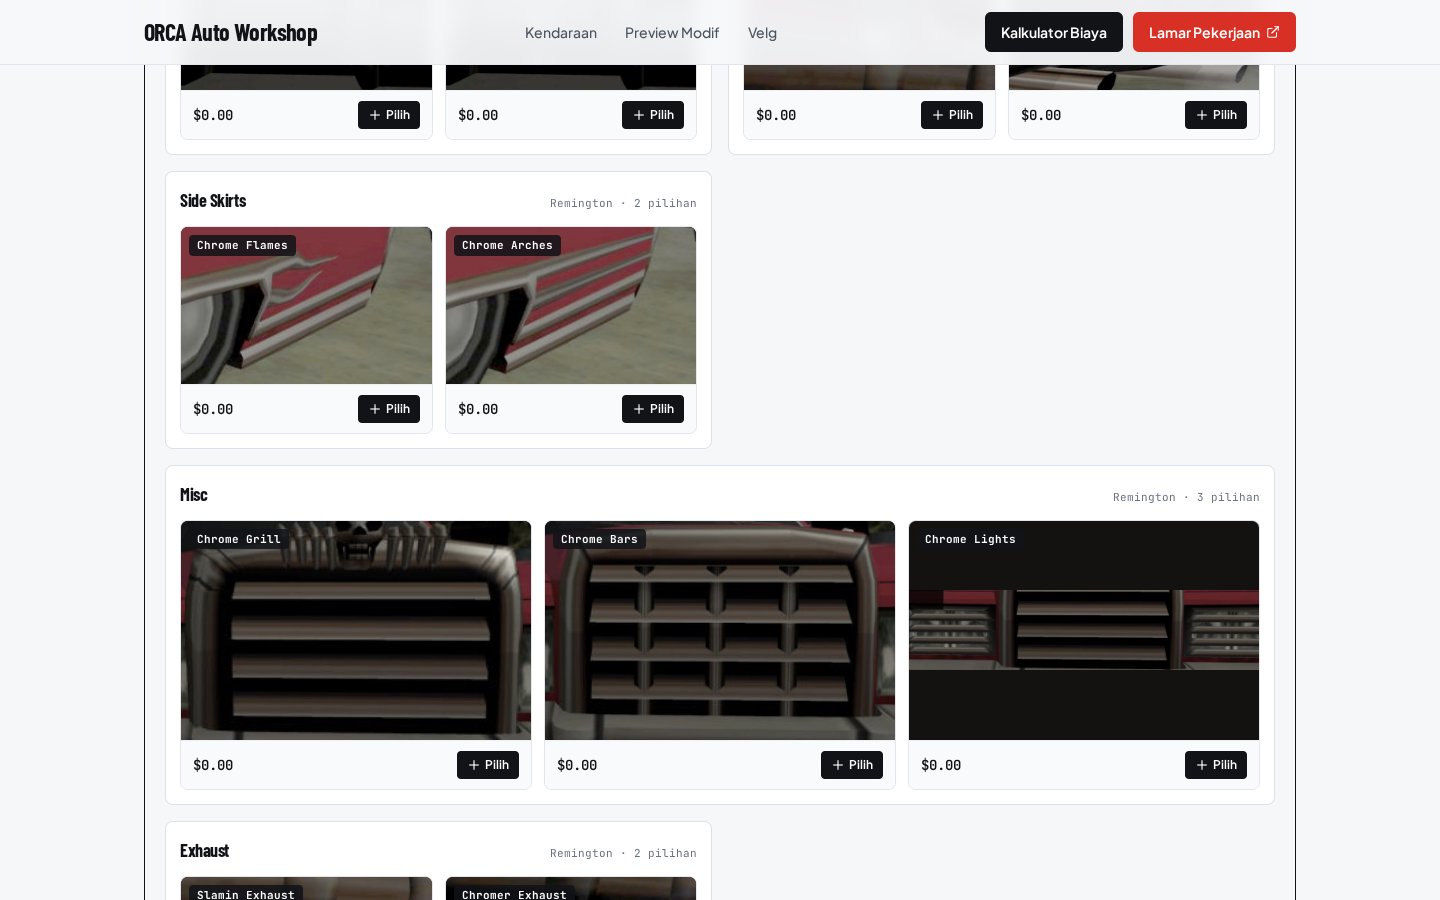 ORCA Auto Workshop
Kendaraan
Preview Modif
Velg
Kalkulator Biaya
Lamar Pekerjaan
$0.00
+ Pilih
$0.00
+ Pilih
$0.00
+ Pilih
$0.00
+ Pilih
Side Skirts
Remington · 2 pilihan
Chrome Flames
Chrome Arches
$0.00
+ Pilih
$0.00
+ Pilih
Misc
Remington · 3 pilihan
Chrome Grill
Chrome Bars
Chrome Lights
$0.00
+ Pilih
$0.00
+ Pilih
$0.00
+ Pilih
Exhaust
Remington · 2 pilihan
Slamin Exhaust
Chromer Exhaust